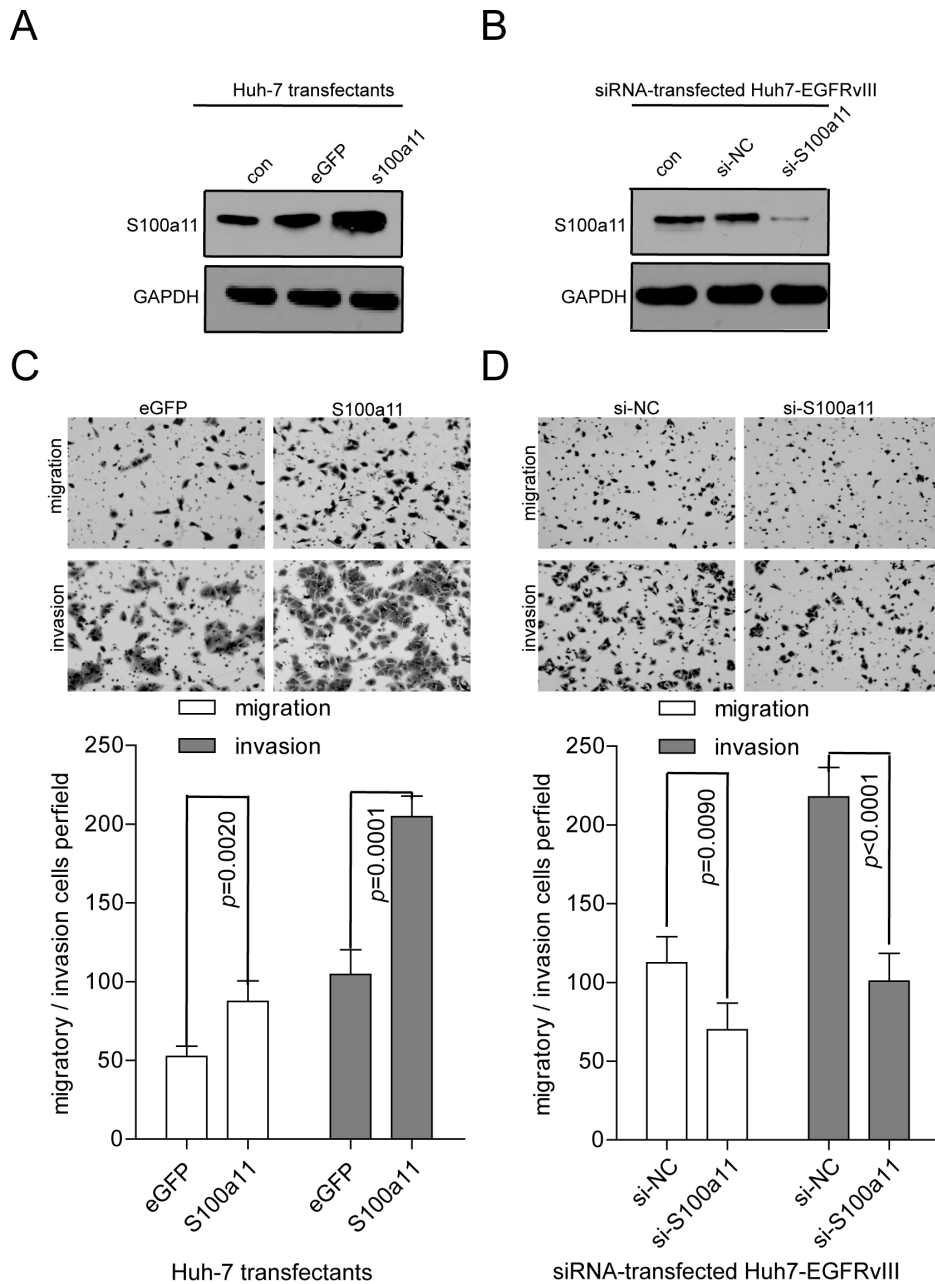 A
B
Huh-7 transfectants
siRNA-transfected Huh7-EGFRvIII
con
eGFP
s100a11
con
si-NC
si-S100a11
S100a11
GAPDH
S100a11
GAPDH
C
D
eGFP
S100a11
si-NC
si-S100a11
migration
invasion
migration
invasion
migration
invasion
migratory / invasion cells perfield
250
200
150
100
50
0
p=0.0020
p=0.0001
eGFP
S100a11
eGFP
S100a11
Huh-7 transfectants
migration
invasion
migratory / invasion cells perfield
250
200
150
100
50
0
p=0.0090
p<0.0001
si-NC
si-S100a11
si-NC
si-S100a11
siRNA-transfected Huh7-EGFRvIII